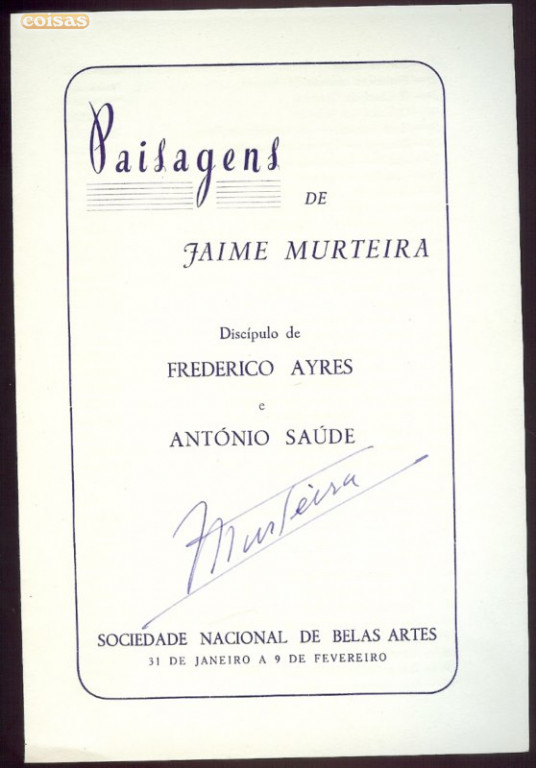 coisas
Paisagens
DE
JAIME MURTEIRA
Discípulo de
FREDERICO AYRES
e
ANTÓNIO SAÚDE
JMurteira
SOCIEDADE NACIONAL DE BELAS ARTES
31 DE JANEIRO A 9 DE FEVEREIRO